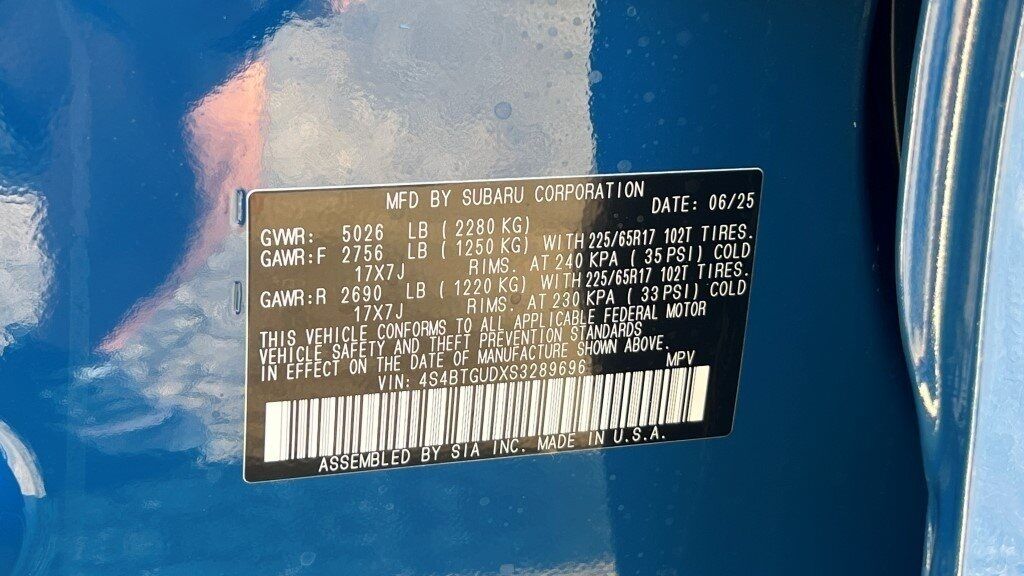 MFD BY SUBARU CORPORATION DATE: 06/25
GVWR: 5026 LB ( 2280 KG)
GAWR:F 2756 LB ( 1250 KG) WITH 225/65R17 102T TIRES.
17X7J RIMS. AT 240 KPA ( 35 PSI) COLD
GAWR:R 2690 LB ( 1220 KG) WITH 225/65R17 102T TIRES.
17X7J RIMS. AT 230 KPA ( 33 PSI) COLD
THIS VEHICLE CONFORMS TO ALL APPLICABLE FEDERAL MOTOR
VEHICLE SAFETY AND THEFT PREVENTION STANDARDS
IN EFFECT ON THE DATE OF MANUFACTURE SHOWN ABOVE.
VIN: 4S4BTGUDXS3289696 MPV
ASSEMBLED BY SIA INC. MADE IN U.S.A.